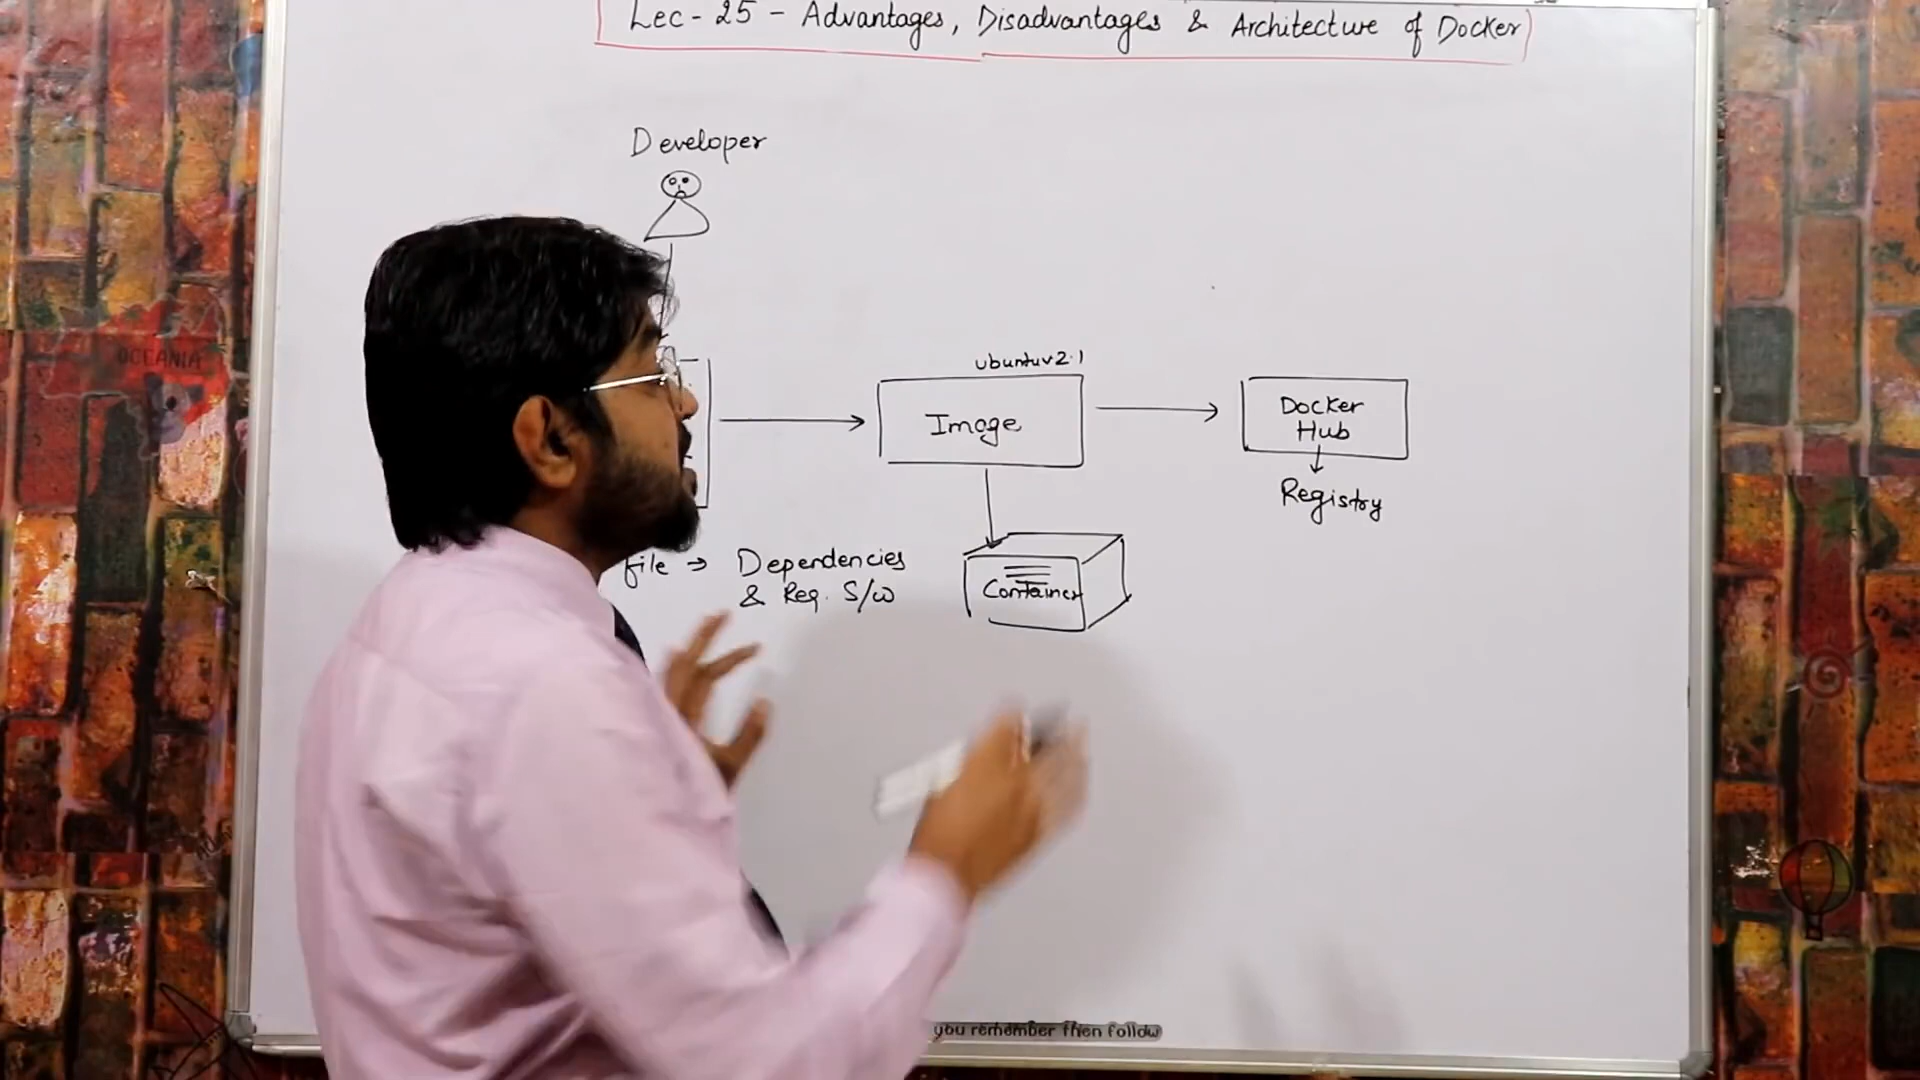 Lec - 25 - Advantages, Disadvantages & Architecture of Docker
Developer
ubuntuv2.1
Image
Docker
Hub
Registry
file → Dependencies
& Req. S/W
Container
OCEANIA
you remember then follow